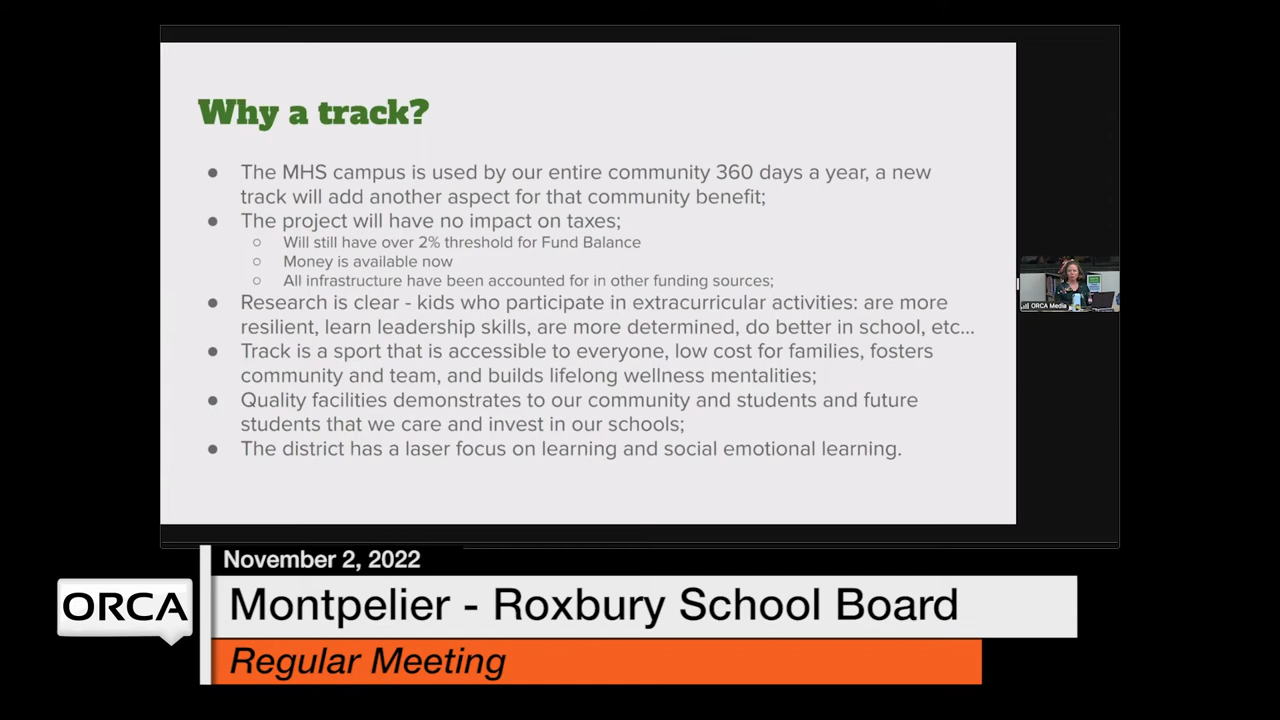 Why a track?
The MHS campus is used by our entire community 360 days a year, a new
track will add another aspect for that community benefit;
The project will have no impact on taxes;
Will still have over 2% threshold for Fund Balance
Money is available now
All infrastructure have been accounted for in other funding sources;
Research is clear - kids who participate in extracurricular activities: are more
resilient, learn leadership skills, are more determined, do better in school, etc...
Track is a sport that is accessible to everyone, low cost for families, fosters
community and team, and builds lifelong wellness mentalities;
Quality facilities demonstrates to our community and students and future
students that we care and invest in our schools;
The district has a laser focus on learning and social emotional learning.
ORCA Media
November 2, 2022
ORCA
Montpelier - Roxbury School Board
Regular Meeting